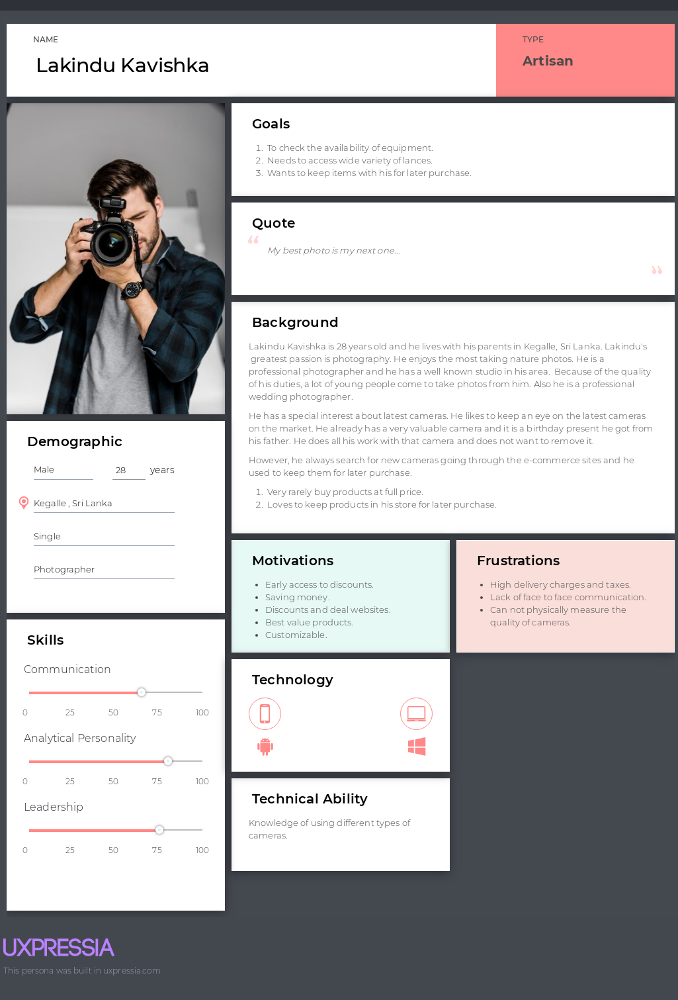 NAME
Lakindu Kavishka
TYPE
Artisan
Goals
1. To check the availability of equipment.
2. Needs to access wide variety of lances.
3. Wants to keep items with his for later purchase.
Quote
“
My best photo is my next one...
”
Background
Lakindu Kavishka is 28 years old and he lives with his parents in Kegalle, Sri Lanka. Lakindu's
greatest passion is photography. He enjoys the most taking nature photos. He is a
professional photographer and he has a well known studio in his area. Because of the quality
of his duties, a lot of young people come to take photos from him. Also he is a professional
wedding photographer.
He has a special interest about latest cameras. He likes to keep an eye on the latest cameras
on the market. He already has a very valuable camera and it is a birthday present he got from
his father. He does all his work with that camera and does not want to remove it.
However, he always search for new cameras going through the e-commerce sites and he
used to keep them for later purchase.
1. Very rarely buy products at full price.
2. Loves to keep products in his store for later purchase.
Demographic
Male 28 years
Kegalle , Sri Lanka
Single
Photographer
Skills
Communication
0 25 50 75 100
Analytical Personality
0 25 50 75 100
Leadership
0 25 50 75 100
Motivations
• Early access to discounts.
• Saving money.
• Discounts and deal websites.
• Best value products.
• Customizable.
Frustrations
• High delivery charges and taxes.
• Lack of face to face communication.
• Can not physically measure the
quality of cameras.
Technology
Technical Ability
Knowledge of using different types of
cameras.
UXPRESSIA
This persona was built in uxpressia.com